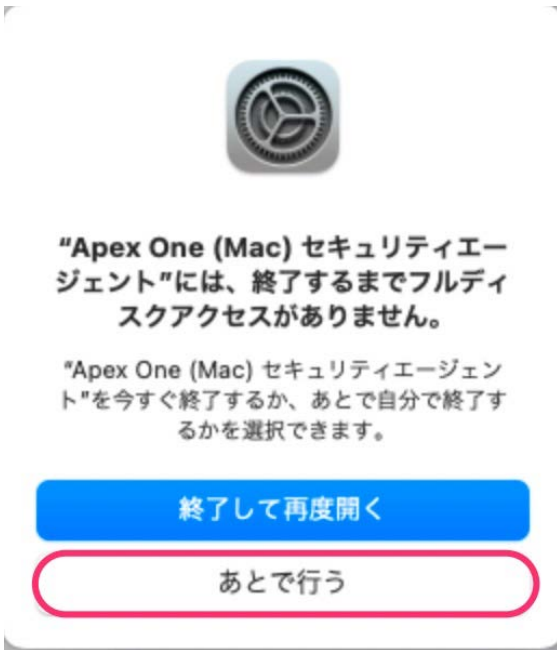 “Apex One (Mac) セキュリティエー
ジェント”には、終了するまでフルディ
スクアクセスがありません。
“Apex One (Mac) セキュリティエージェン
ト”を今すぐ終了するか、あとで自分で終了す
るかを選択できます。
終了して再度開く
あとで行う